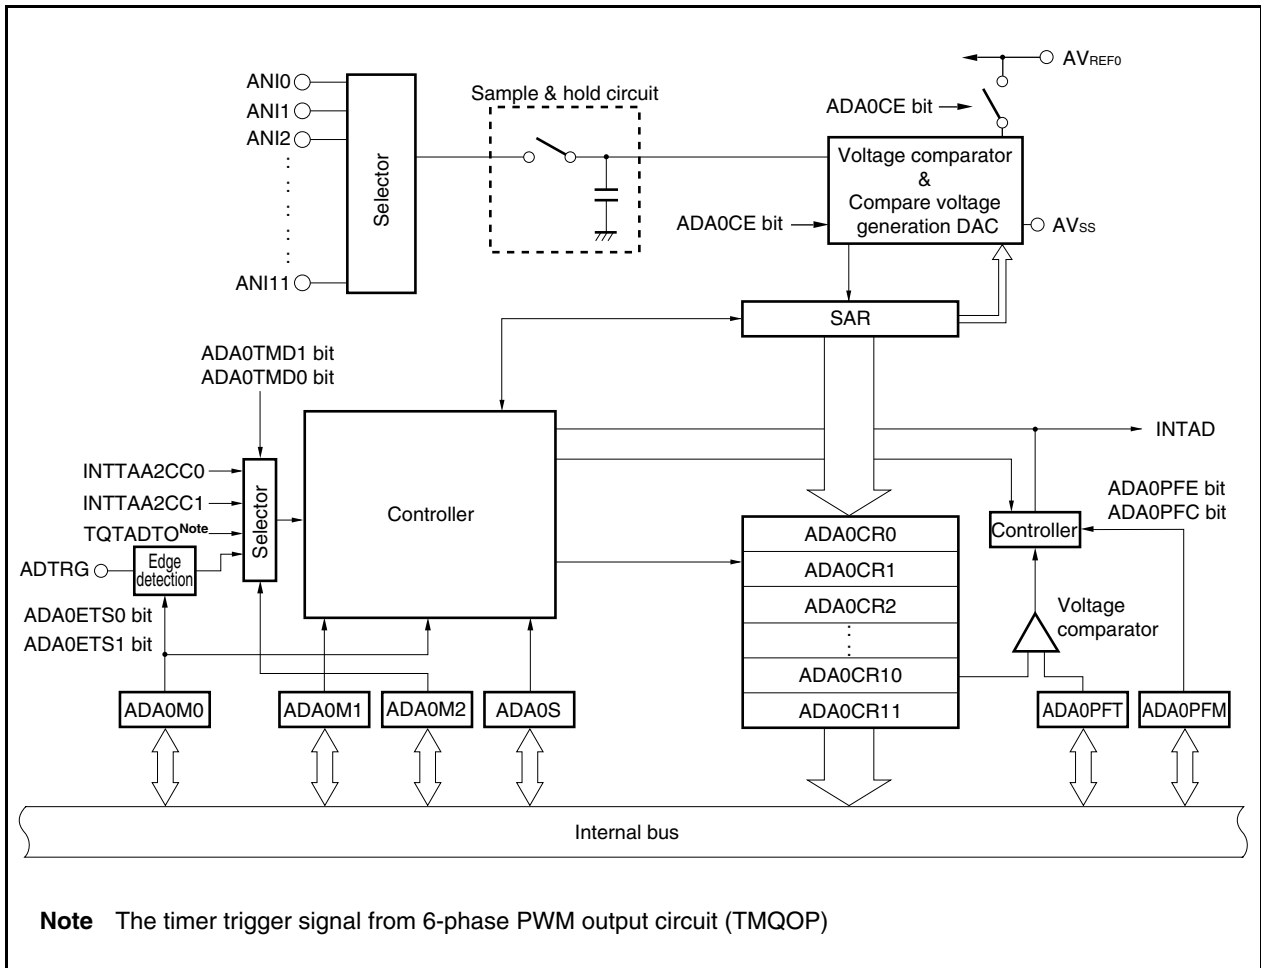 ANI0
ANI1
ANI2
ANI11
Selector
Sample & hold circuit
AVREF0
ADA0CE bit
Voltage comparator
&
Compare voltage
generation DAC
ADA0CE bit
AVSS
SAR
ADA0TMD1 bit
ADA0TMD0 bit
INTTAA2CC0
INTTAA2CC1
TQTADTONote
ADTRG
Edge
detection
Selector
ADA0ETS0 bit
ADA0ETS1 bit
Controller
INTAD
ADA0PFE bit
ADA0PFC bit
Controller
Voltage
comparator
ADA0CR0
ADA0CR1
ADA0CR2
ADA0CR10
ADA0CR11
ADA0M0
ADA0M1
ADA0M2
ADA0S
ADA0PFT
ADA0PFM
Internal bus
Note The timer trigger signal from 6-phase PWM output circuit (TMQOP)